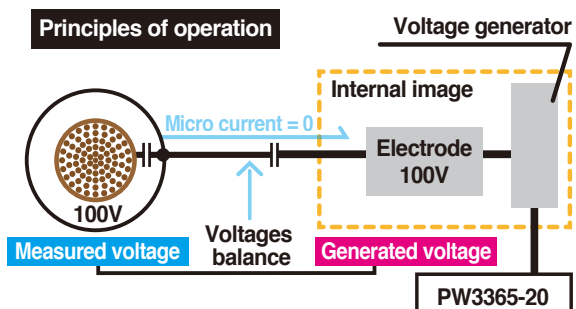 Principles of operation
Voltage generator
Internal image
Micro current = 0
Electrode
100V
100V
Voltages
balance
Measured voltage
Generated voltage
PW3365-20